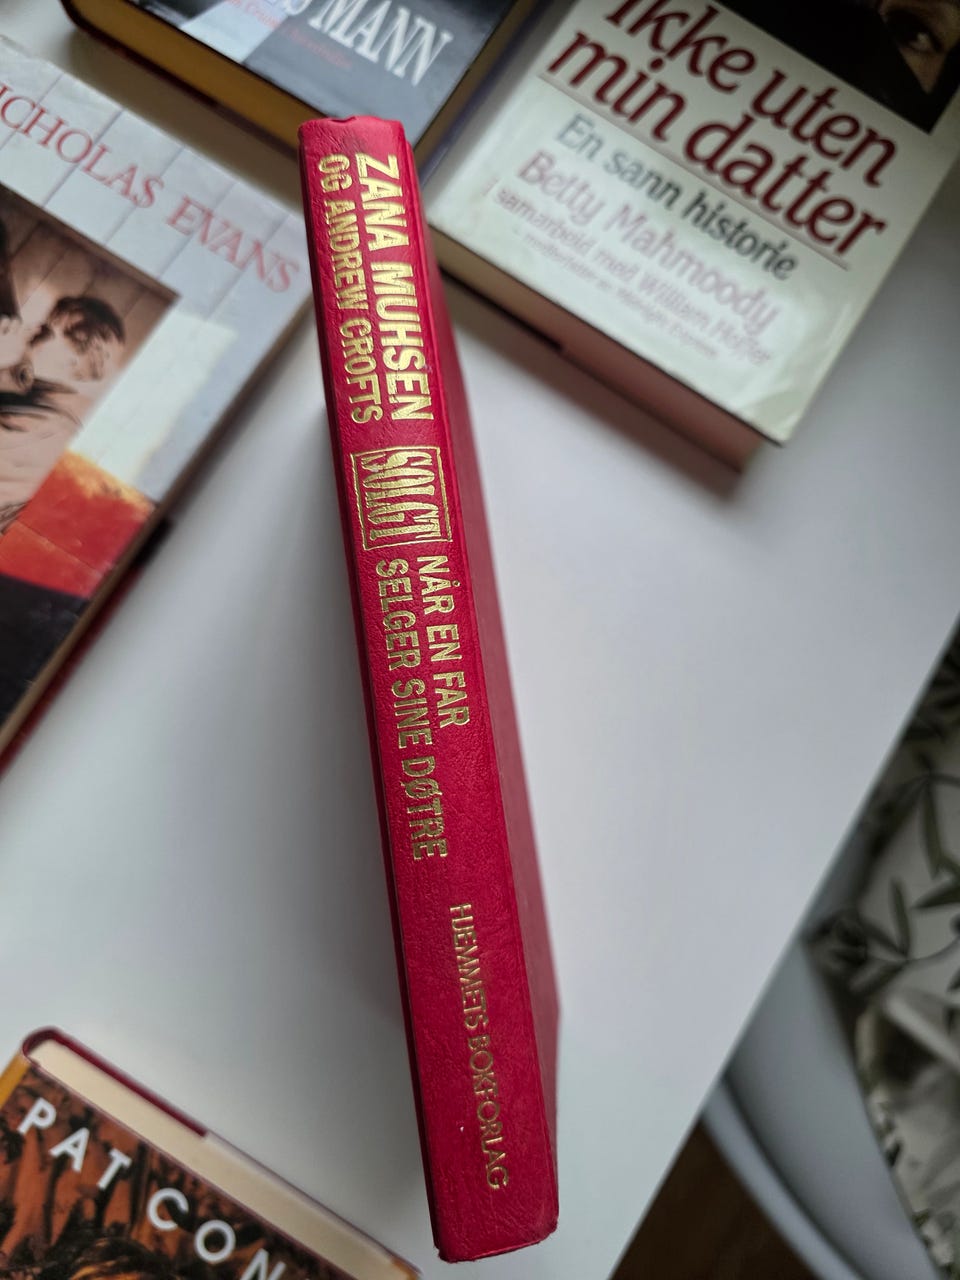 MANN
NICHOLAS EVANS
Ikke uten
min datter
En sann historie
Betty Mahmoody
samarbeid med William Hoffer
ZANA MUHSEN
OG ANDREW CROFTS
SOLGT
NÅR EN FAR
SELGER SINE DØTRE
HJEMMETS BOKFORLAG
PAT CON